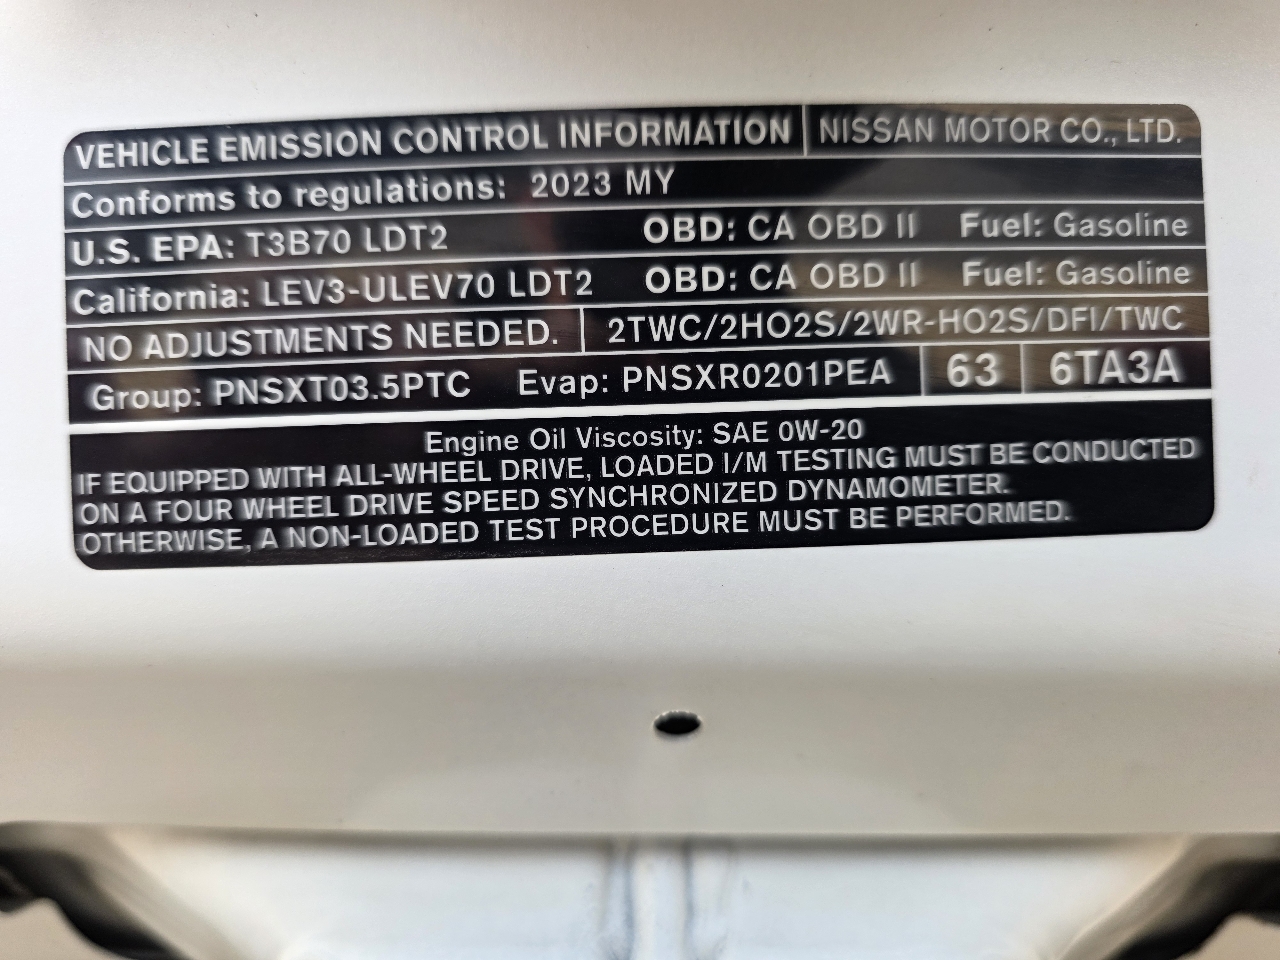 VEHICLE EMISSION CONTROL INFORMATION NISSAN MOTOR CO., LTD.
Conforms to regulations: 2023 MY
U.S. EPA: T3B70 LDT2 OBD: CA OBD II Fuel: Gasoline
California: LEV3-ULEV70 LDT2 OBD: CA OBD II Fuel: Gasoline
NO ADJUSTMENTS NEEDED. 2TWC/2HO2S/2WR-HO2S/DFI/TWC
Group: PNSXT03.5PTC Evap: PNSXR0201PEA 63 6TA3A
Engine Oil Viscosity: SAE 0W-20
IF EQUIPPED WITH ALL-WHEEL DRIVE, LOADED I/M TESTING MUST BE CONDUCTED
ON A FOUR WHEEL DRIVE SPEED SYNCHRONIZED DYNAMOMETER.
OTHERWISE, A NON-LOADED TEST PROCEDURE MUST BE PERFORMED.